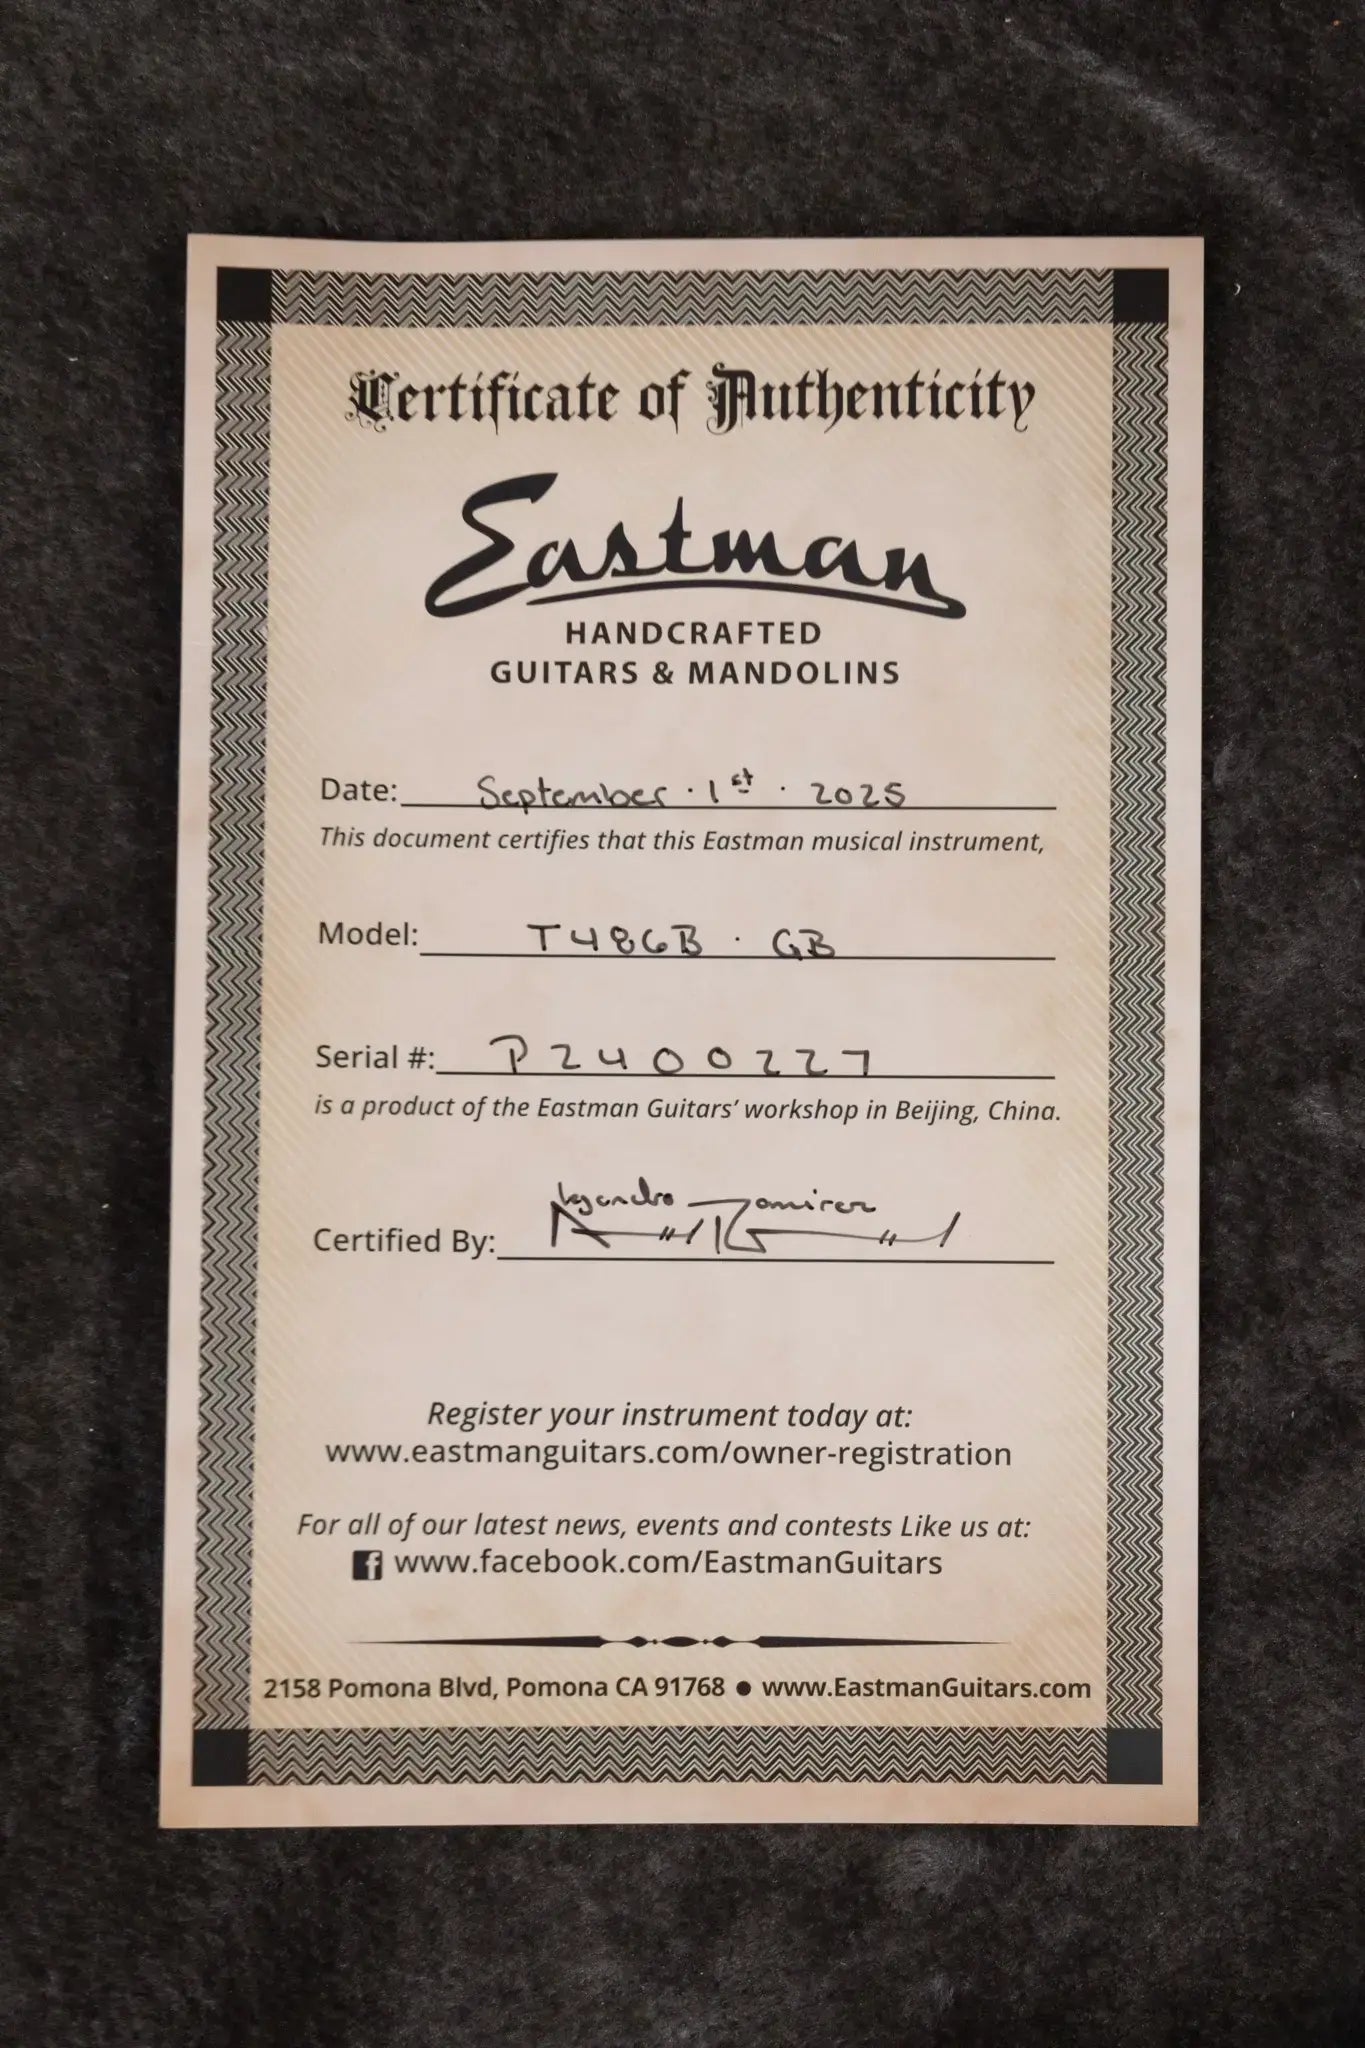 Certificate of Authenticity
Eastman
HANDCRAFTED
GUITARS & MANDOLINS
Date: September · 1st · 2025
This document certifies that this Eastman musical instrument,
Model: T486B · GB
Serial #: P2400227
is a product of the Eastman Guitars' workshop in Beijing, China.
Alejandro Ramirez
Certified By:
Register your instrument today at:
www.eastmanguitars.com/owner-registration
For all of our latest news, events and contests Like us at:
f www.facebook.com/EastmanGuitars
2158 Pomona Blvd, Pomona CA 91768 ● www.EastmanGuitars.com